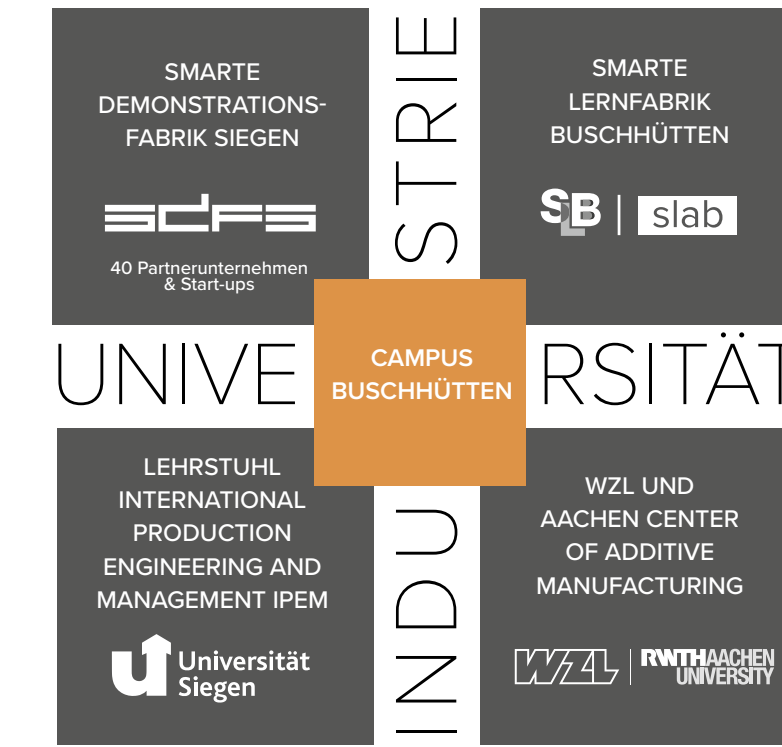 SMARTE
DEMONSTRATIONS-
FABRIK SIEGEN
sdfs
40 Partnerunternehmen
& Start-ups
SMARTE
LERNFABRIK
BUSCHHÜTTEN
SLB | slab
INDU
STRIE
UNIVE
RSITÄT
CAMPUS
BUSCHHÜTTEN
LEHRSTUHL
INTERNATIONAL
PRODUCTION
ENGINEERING AND
MANAGEMENT IPEM
Universität
Siegen
WZL UND
AACHEN CENTER
OF ADDITIVE
MANUFACTURING
WZL | RWTHAACHEN
UNIVERSITY